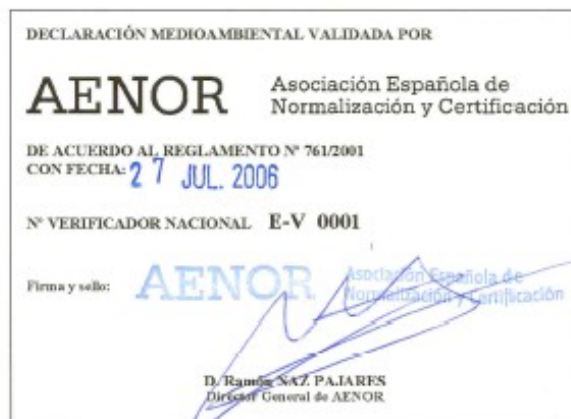 DECLARACIÓN MEDIOAMBIENTAL VALIDADA POR
AENOR Asociación Española de
Normalización y Certificación
DE ACUERDO AL REGLAMENTO Nº 761/2001
CON FECHA: 27 JUL. 2006
Nº VERIFICADOR NACIONAL E-V 0001
Firma y sello: AENOR Asociación Española de
Normalización y Certificación
D. Ramón NAZ PAJARES
Director General de AENOR